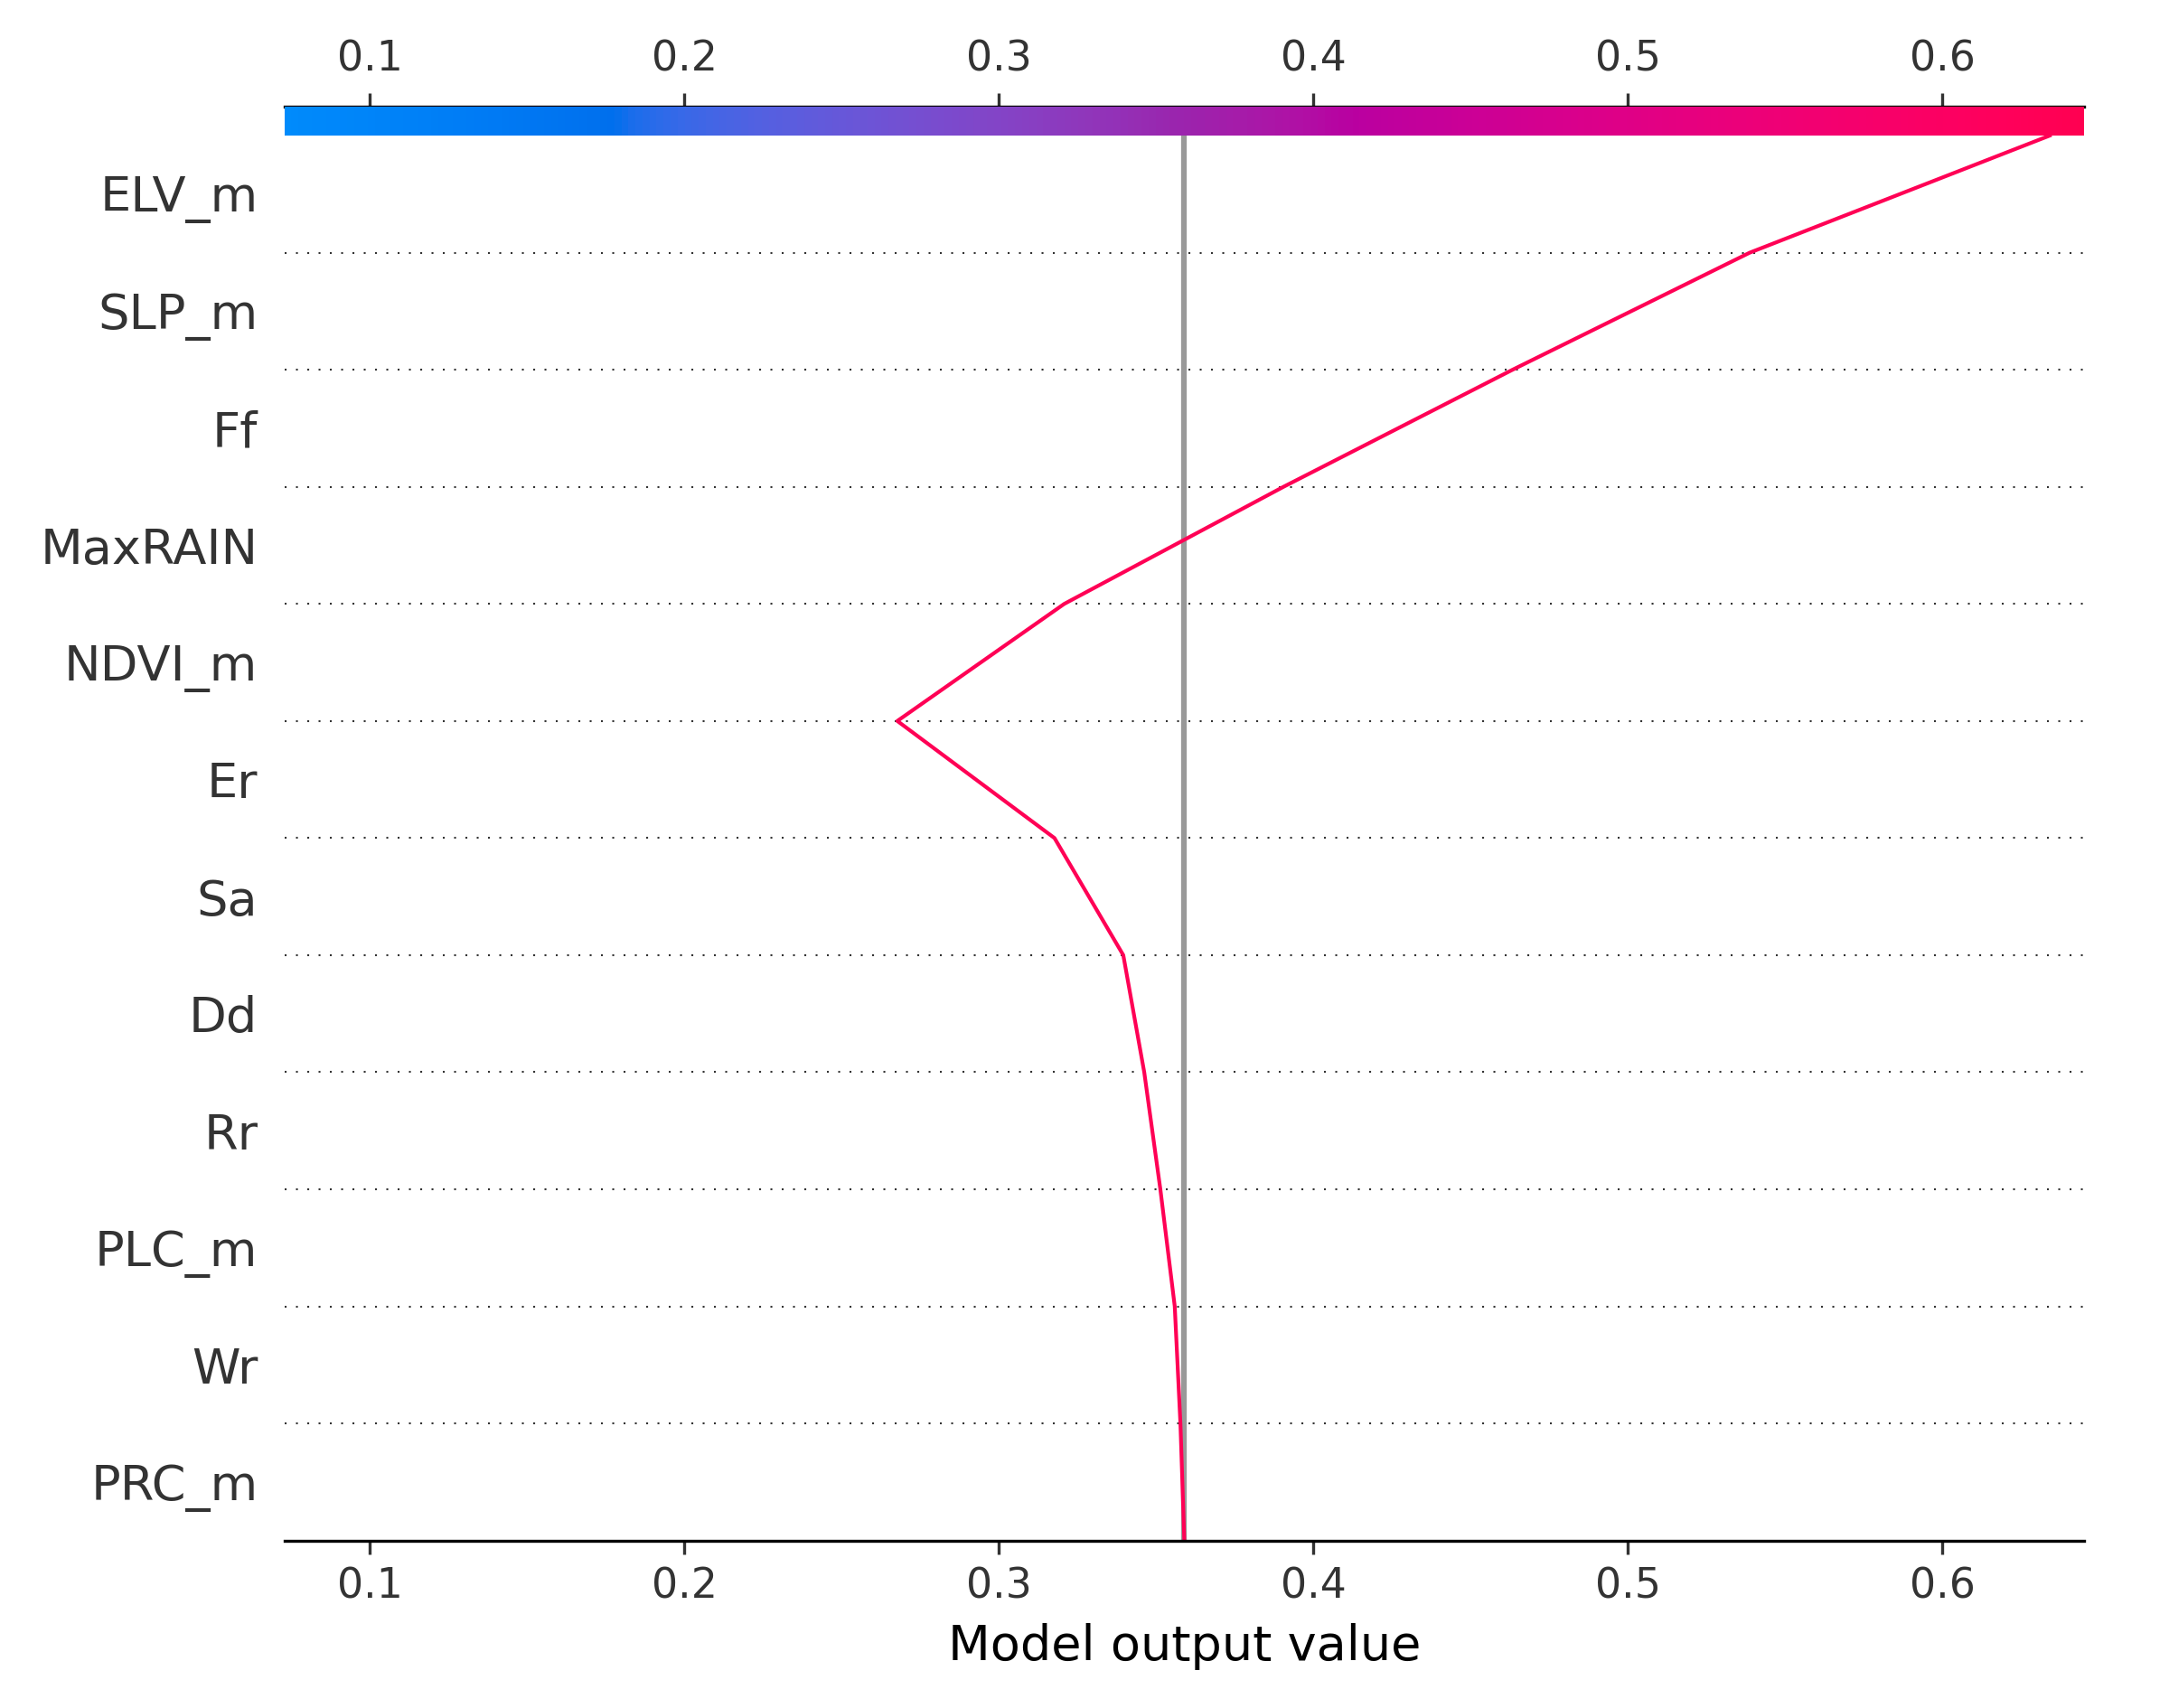 0.1 0.2 0.3 0.4 0.5 0.6
ELV_m
SLP_m
Ff
MaxRAIN
NDVI_m
Er
Sa
Dd
Rr
PLC_m
Wr
PRC_m
0.1 0.2 0.3 0.4 0.5 0.6
Model output value